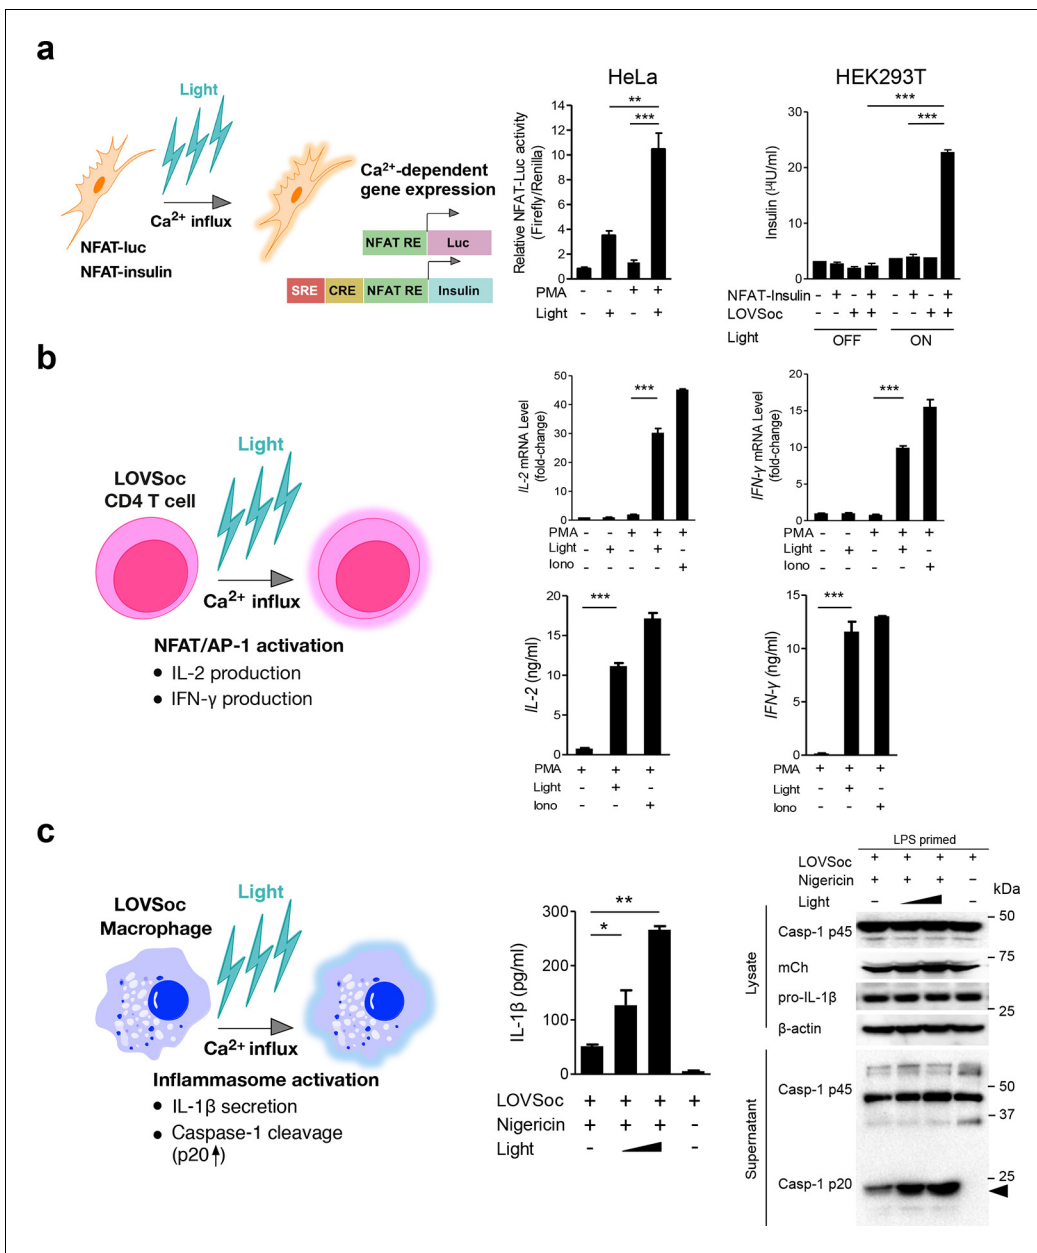 a
Light
Ca2+ influx
NFAT-luc
NFAT-insulin
Ca2+-dependent
gene expression
NFAT RE Luc
SRE CRE NFAT RE Insulin
HeLa
Relative NFAT-Luc activity
(Firefly/Renilla)
14
12
10
8
6
4
2
0
**
***
PMA - - + +
Light - + - +
HEK293T
Insulin (µU/ml)
30
20
10
0
***
***
NFAT-Insulin - + - + - + - +
LOVSoc - - + + - - + +
Light OFF ON
b
LOVSoc
CD4 T cell
Light
Ca2+ influx
NFAT/AP-1 activation
• IL-2 production
• IFN-γ production
IL-2 mRNA Level
(fold-change)
50
40
30
20
10
0
***
PMA - - + + +
Light - + - + -
Iono - - - - +
IFN-γ mRNA Level
(fold-change)
20
15
10
5
0
***
PMA - - + + +
Light - + - + -
Iono - - - - +
IL-2 (ng/ml)
20
15
10
5
0
***
PMA + + +
Light - + -
Iono - - +
IFN-γ (ng/ml)
15
10
5
0
***
PMA + + +
Light - + -
Iono - - +
c
LOVSoc
Macrophage
Light
Ca2+ influx
Inflammasome activation
• IL-1β secretion
• Caspase-1 cleavage
(p20↑)
IL-1β (pg/ml)
300
200
100
0
**
*
LOVSoc + + + +
Nigericin + + + -
Light - -
LPS primed
LOVSoc + + + +
Nigericin + + + -
Light - -
kDa
Lysate
Casp-1 p45
50
mCh
75
pro-IL-1β
25
β-actin
Supernatant
Casp-1 p45
50
37
Casp-1 p20
25